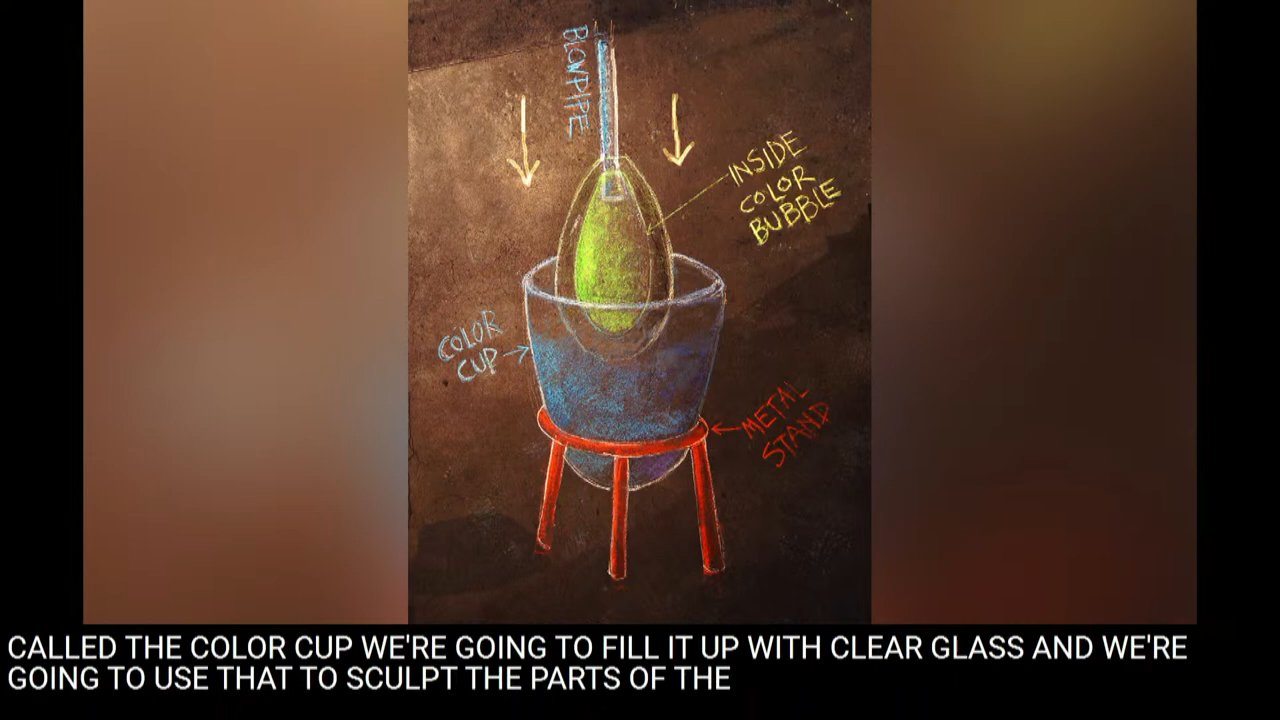 BLOWPIPE
INSIDE
COLOR
BUBBLE
COLOR
CUP
METAL
STAND
CALLED THE COLOR CUP WE'RE GOING TO FILL IT UP WITH CLEAR GLASS AND WE'RE
GOING TO USE THAT TO SCULPT THE PARTS OF THE